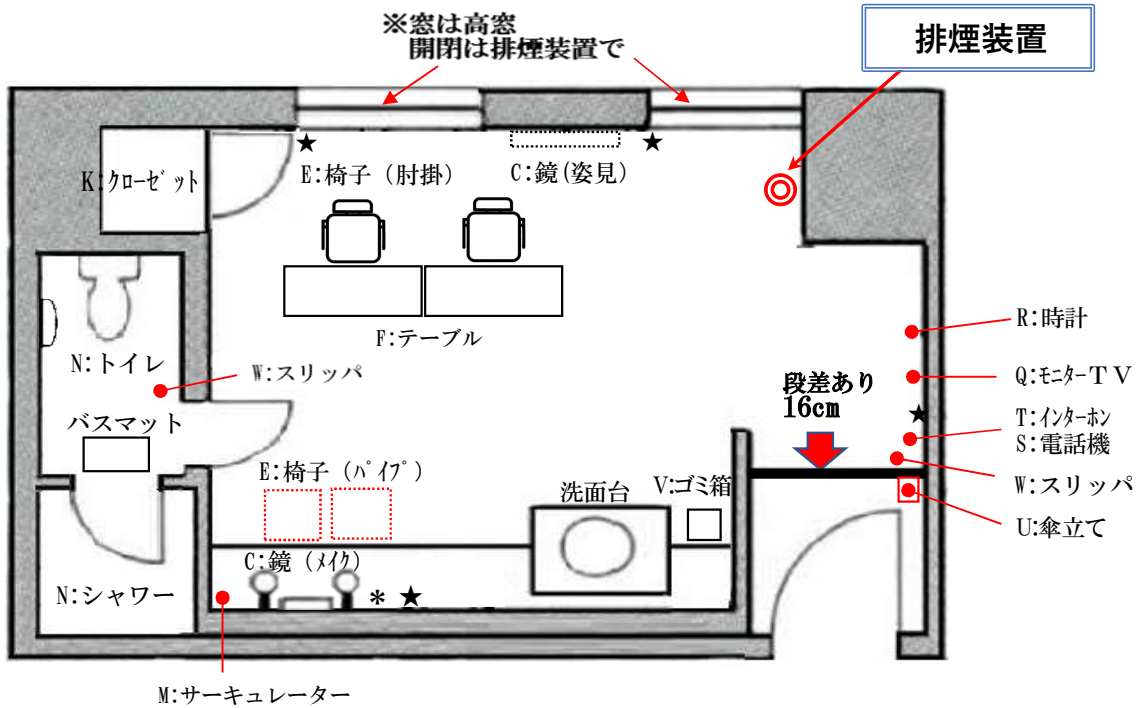 ※窓は高窓
開閉は排煙装置で
排煙装置
★
★
K:ｸﾛｰｾﾞｯﾄ
E:椅子（肘掛）
C:鏡(姿見)
F:テーブル
R:時計
N:トイレ
W:スリッパ
Q:ﾓﾆﾀｰＴＶ
段差あり
16cm
★
T:ｲﾝﾀｰﾎﾝ
S:電話機
バスマット
E:椅子（ﾊﾟｲﾌﾟ）
洗面台
V:ゴミ箱
W:スリッパ
U:傘立て
C:鏡（ﾒｲｸ）
N:シャワー
*★
M:サーキュレーター